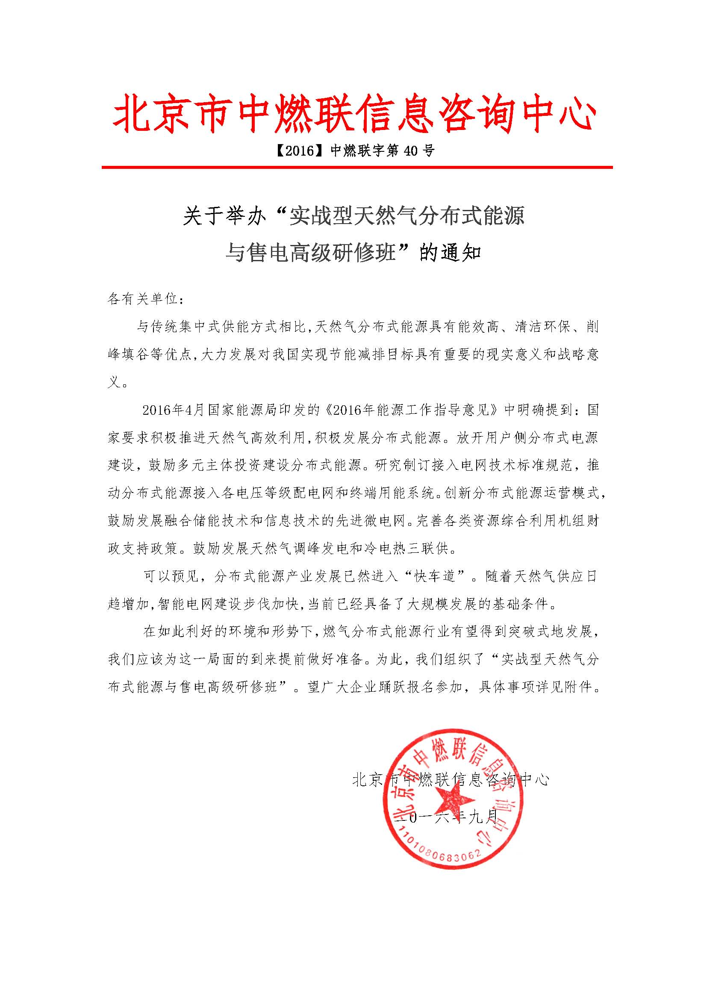 北京市中燃联信息咨询中心
【2016】中燃联字第 40 号
关于举办“实战型天然气分布式能源
与售电高级研修班”的通知
各有关单位：
与传统集中式供能方式相比,天然气分布式能源具有能效高、清洁环保、削
峰填谷等优点,大力发展对我国实现节能减排目标具有重要的现实意义和战略意
义。
2016年4月国家能源局印发的《2016年能源工作指导意见》中明确提到：国
家要求积极推进天然气高效利用,积极发展分布式能源。放开用户侧分布式电源
建设，鼓励多元主体投资建设分布式能源。研究制订接入电网技术标准规范，推
动分布式能源接入各电压等级配电网和终端用能系统。创新分布式能源运营模式，
鼓励发展融合储能技术和信息技术的先进微电网。完善各类资源综合利用机组财
政支持政策。鼓励发展天然气调峰发电和冷电热三联供。
可以预见，分布式能源产业发展已然进入“快车道”。随着天然气供应日
趋增加,智能电网建设步伐加快,当前已经具备了大规模发展的基础条件。
在如此利好的环境和形势下,燃气分布式能源行业有望得到突破式地发展，
我们应该为这一局面的到来提前做好准备。为此，我们组织了“实战型天然气分
布式能源与售电高级研修班”。望广大企业踊跃报名参加，具体事项详见附件。
北京市中燃联信息咨询中心
二0一六年九月
北京市中燃联信息咨询中心
1101080683062